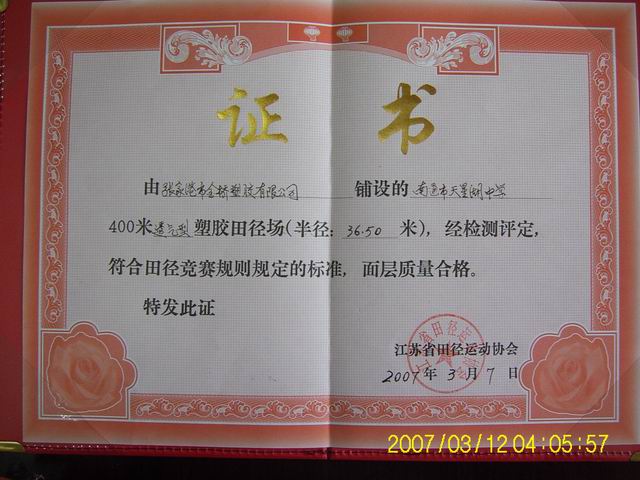 证书
由张家港市金桥塑胶有限公司 铺设的 南通市天星湖中学
400米透气型塑胶田径场(半径: 36.50 米), 经检测评定,
符合田径竞赛规则规定的标准, 面层质量合格。
特发此证
江苏省田径运动协会
2007年3月7日
2007/03/12 04:05:57